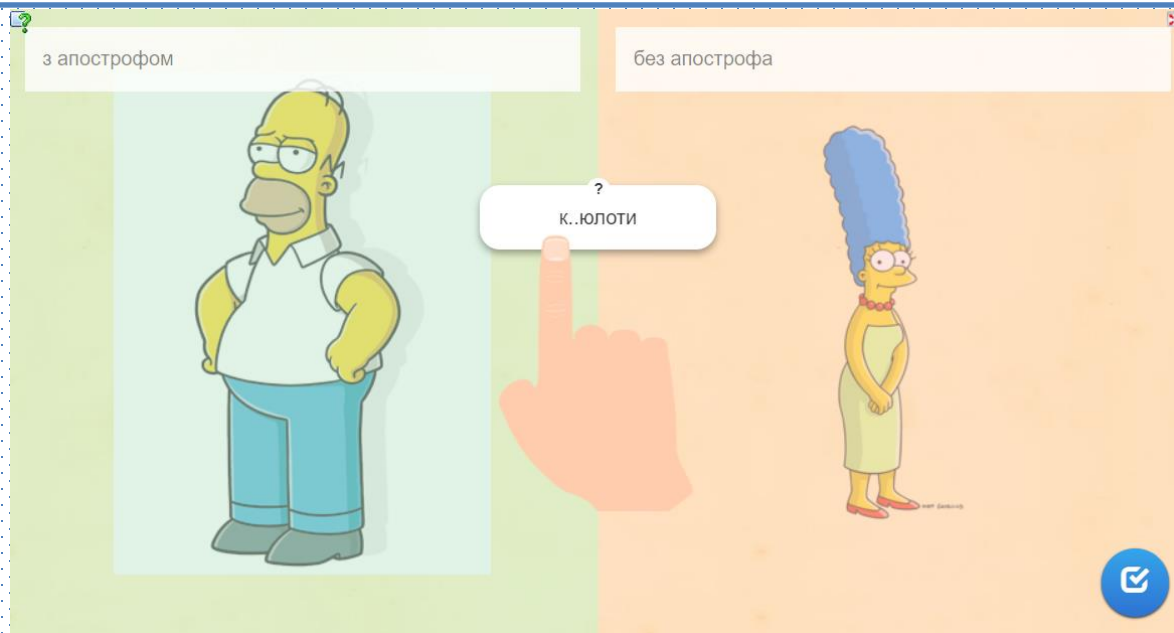 з апострофом
без апострофа
?
к..юлоти